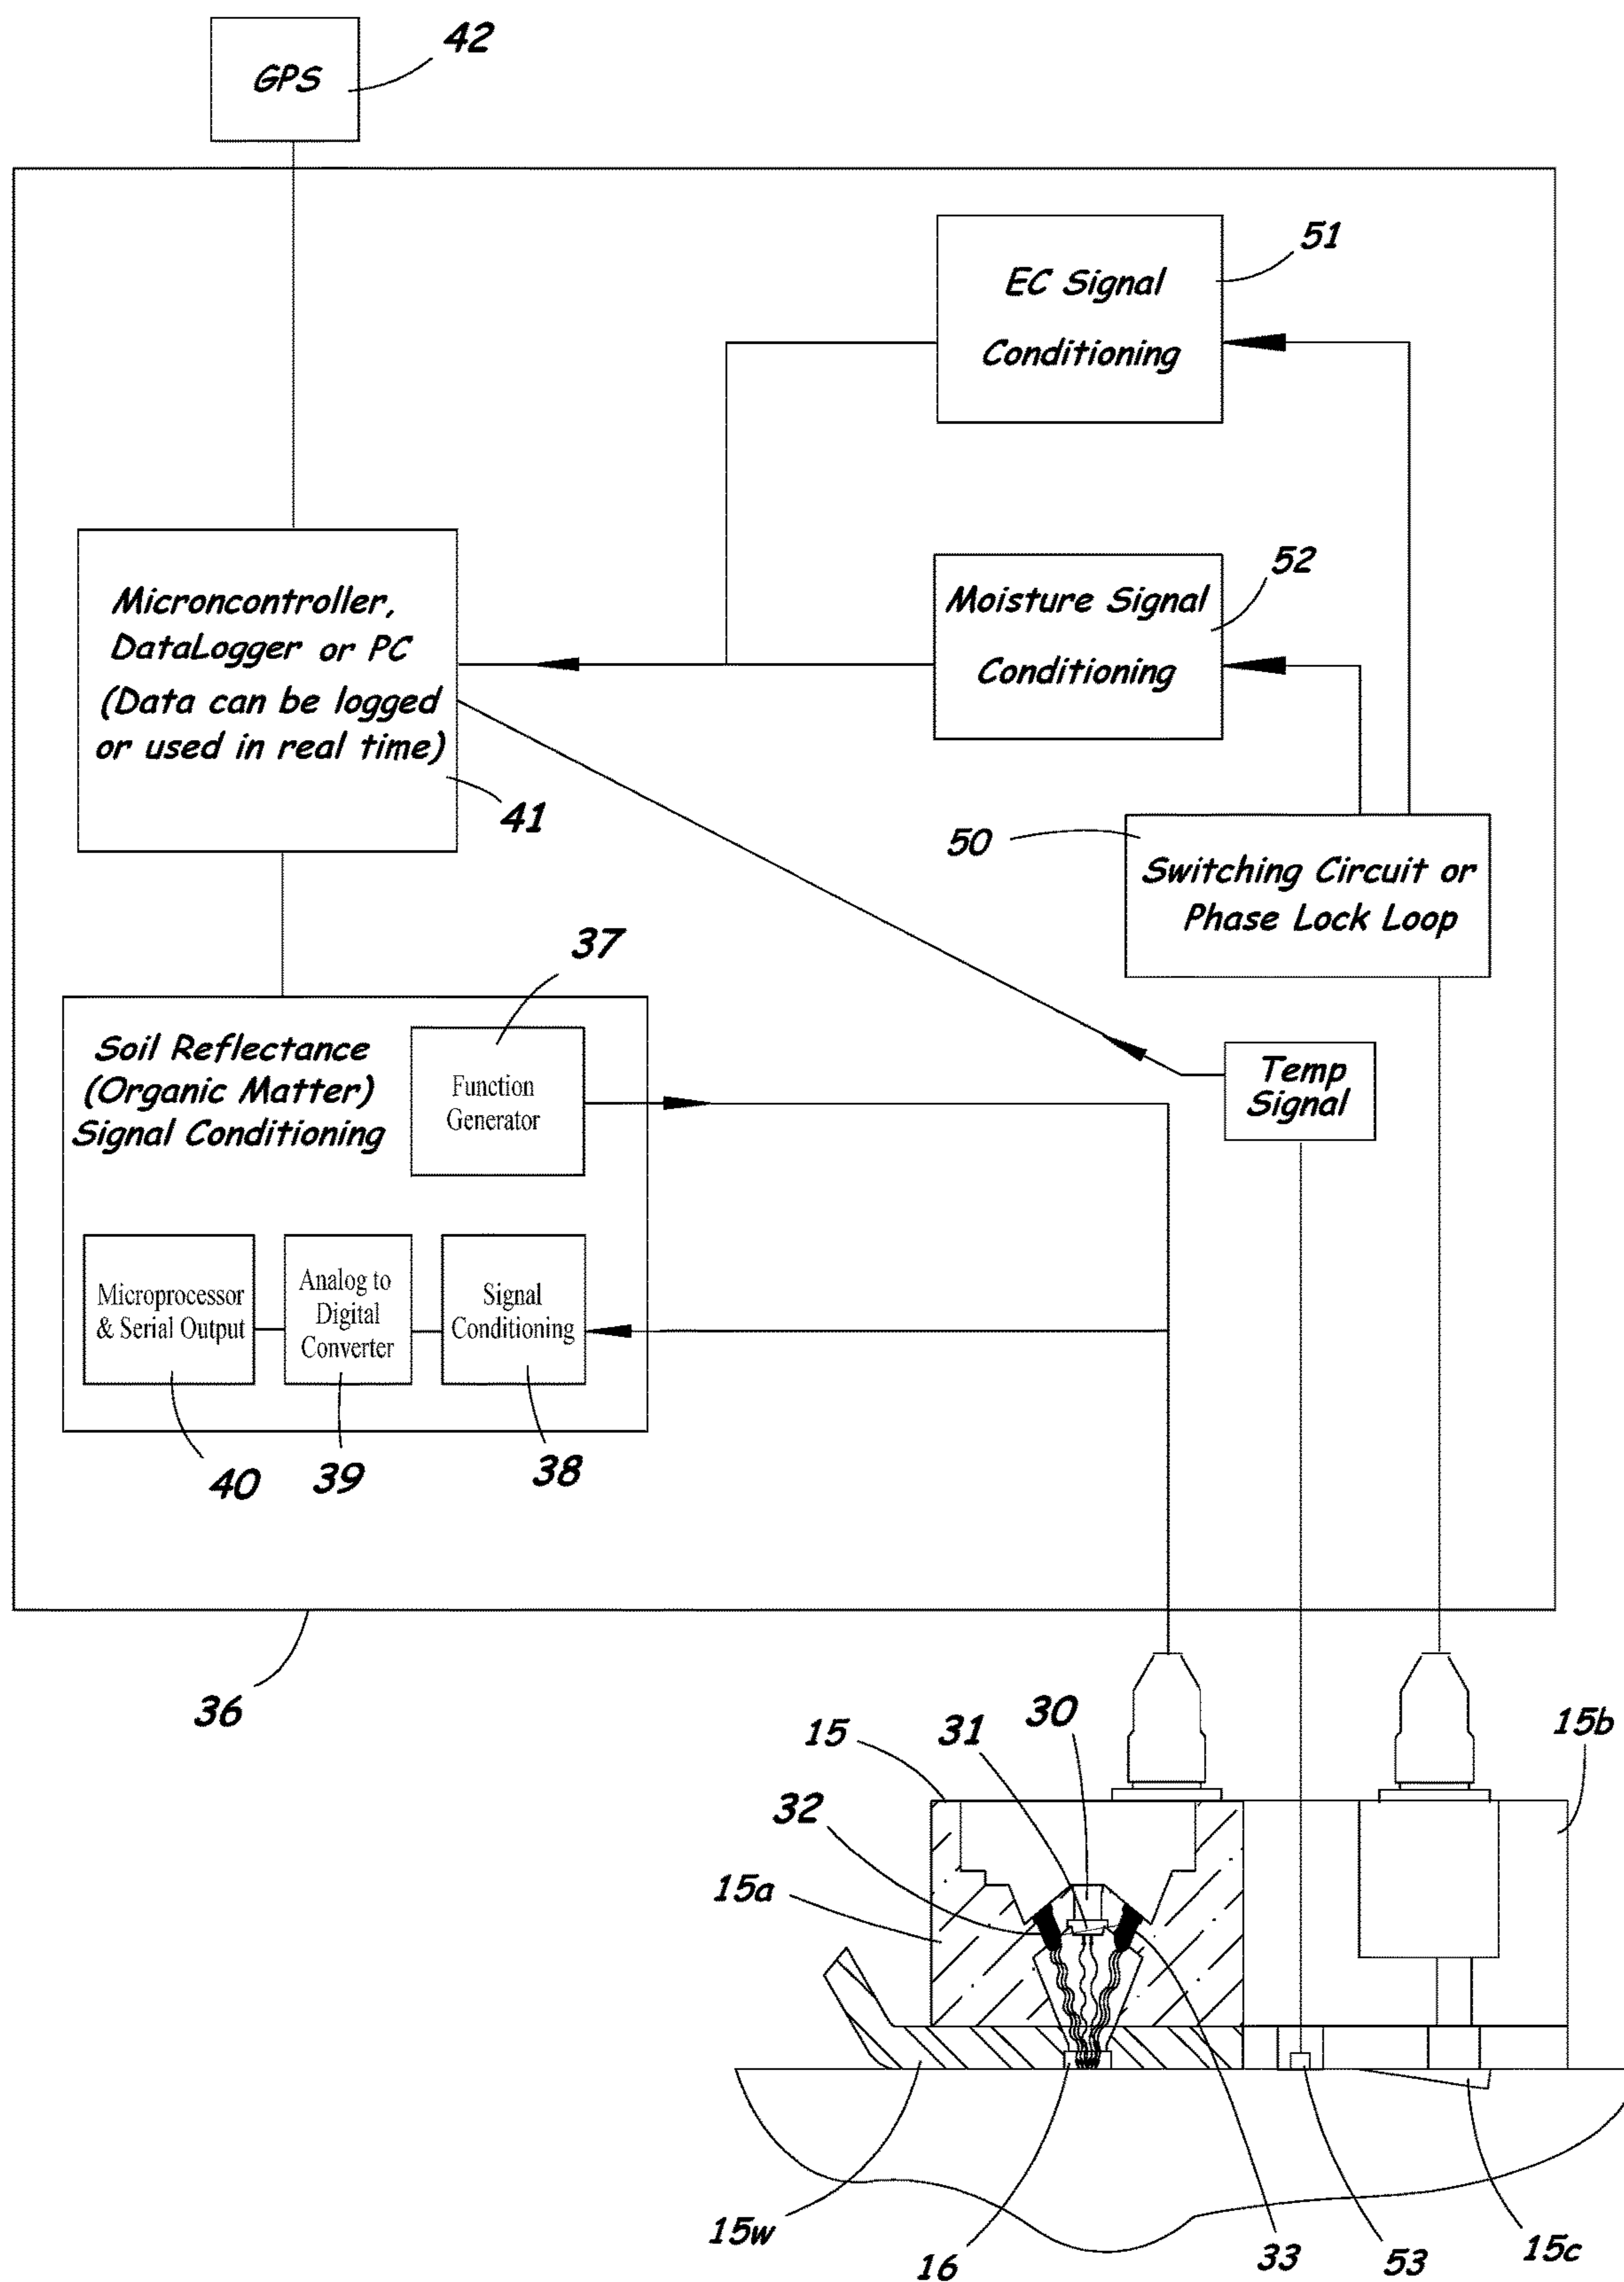 42
GPS
51
EC Signal
Conditioning
52
Moisture Signal
Conditioning
Microncontroller,
DataLogger or PC
(Data can be logged
or used in real time)
41
50
Switching Circuit or
Phase Lock Loop
37
Soil Reflectance
(Organic Matter)
Signal Conditioning
Function
Generator
Temp
Signal
Microprocessor
& Serial Output
Analog to
Digital
Converter
Signal
Conditioning
40
39
38
36
15
31
30
15b
32
15a
15w
16
33
53
15c